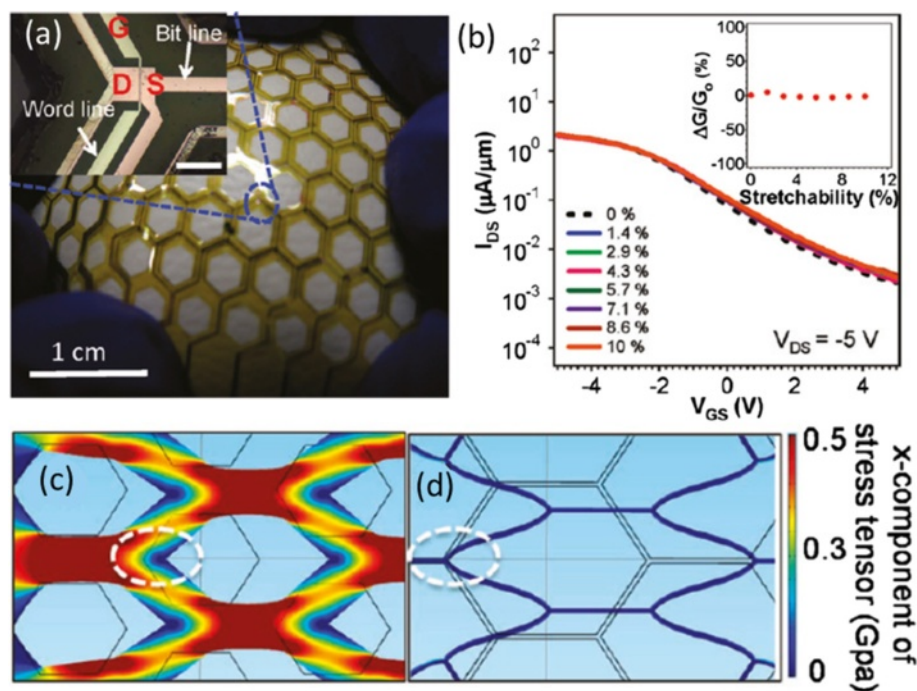 (a)
G
Bit line
D S
Word line
1 cm
(b)
10²
10¹
10⁰
10⁻¹
10⁻²
10⁻³
10⁻⁴
I_DS (μA/μm)
0 %
1.4 %
2.9 %
4.3 %
5.7 %
7.1 %
8.6 %
10 %
V_DS = -5 V
-4 -2 0 2 4
V_GS (V)
100
50
0
-50
-100
ΔG/G₀ (%)
0 4 8 12
Stretchability (%)
(c)
(d)
0.5
0.3
0
x-component of
stress tensor (Gpa)